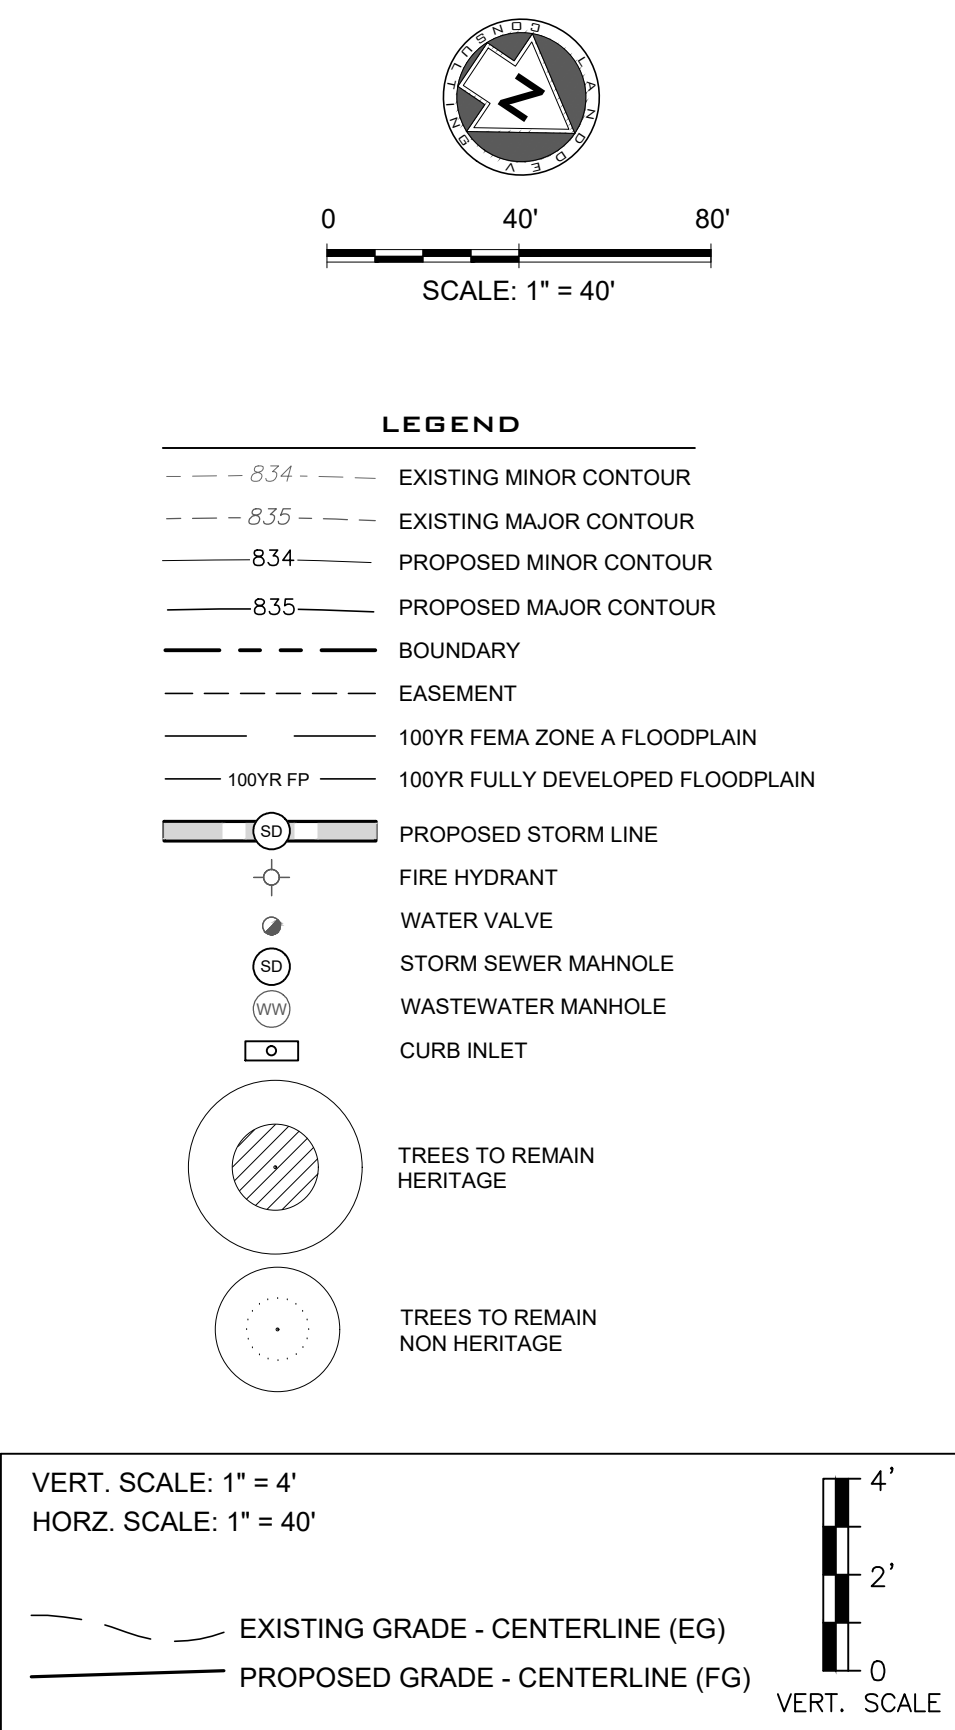 LANDDEV CONSULTING
N
0 40' 80'
SCALE: 1" = 40'
LEGEND
834 EXISTING MINOR CONTOUR
835 EXISTING MAJOR CONTOUR
834 PROPOSED MINOR CONTOUR
835 PROPOSED MAJOR CONTOUR
BOUNDARY
EASEMENT
100YR FEMA ZONE A FLOODPLAIN
100YR FP 100YR FULLY DEVELOPED FLOODPLAIN
SD PROPOSED STORM LINE
FIRE HYDRANT
WATER VALVE
SD STORM SEWER MAHNOLE
WW WASTEWATER MANHOLE
CURB INLET
TREES TO REMAIN
HERITAGE
TREES TO REMAIN
NON HERITAGE
VERT. SCALE: 1" = 4'
HORZ. SCALE: 1" = 40'
EXISTING GRADE - CENTERLINE (EG)
PROPOSED GRADE - CENTERLINE (FG)
4'
2'
0
VERT. SCALE